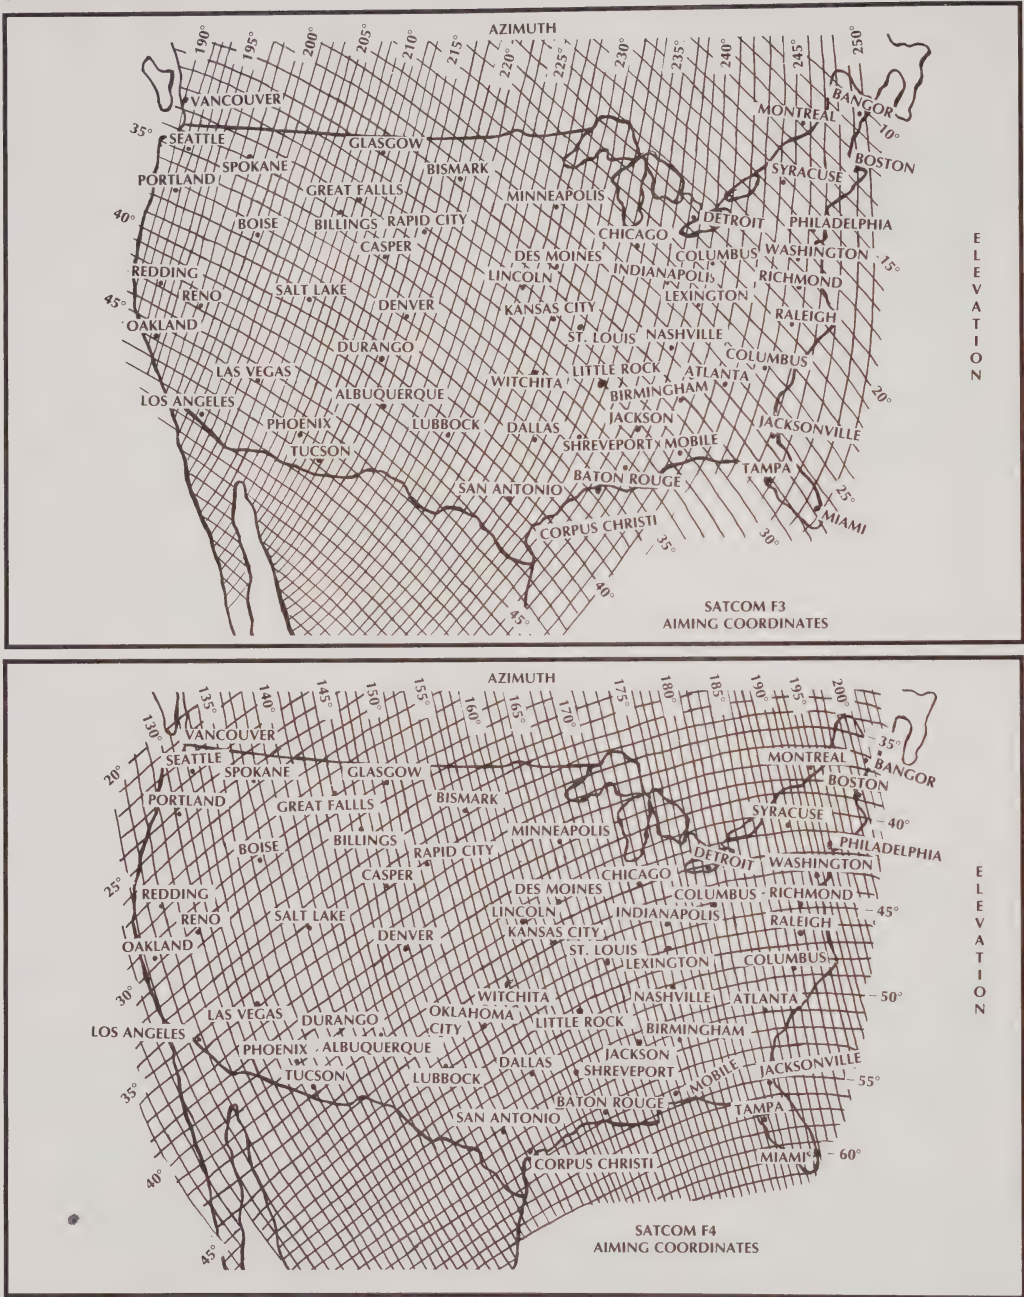 AZIMUTH
190° 195° 200° 205° 210° 215° 220° 225° 230° 235° 240° 245° 250°
VANCOUVER
BANGOR
MONTREAL
35° SEATTLE GLASGOW 10°
SPOKANE BISMARK SYRACUSE BOSTON
PORTLAND GREAT FALLLS MINNEAPOLIS
40° BOISE BILLINGS RAPID CITY CHICAGO DETROIT PHILADELPHIA
CASPER DES MOINES COLUMBUS WASHINGTON 15°
REDDING LINCOLN INDIANAPOLIS RICHMOND
45° RENO SALT LAKE DENVER KANSAS CITY LEXINGTON
OAKLAND ST. LOUIS NASHVILLE RALEIGH
DURANGO COLUMBUS
LAS VEGAS WITCHITA LITTLE ROCK ATLANTA
LOS ANGELES ALBUQUERQUE BIRMINGHAM 20°
PHOENIX LUBBOCK DALLAS JACKSON JACKSONVILLE
TUCSON SHREVEPORT MOBILE
SAN ANTONIO BATON ROUGE TAMPA
25°
CORPUS CHRISTI MIAMI
35° 30°
40°
45°
ELEVATION
SATCOM F3
AIMING COORDINATES
AZIMUTH
130° 135° 140° 145° 150° 155° 160° 165° 170° 175° 180° 185° 190° 195° 200°
VANCOUVER 35°
SEATTLE MONTREAL BANGOR
20° SPOKANE GLASGOW BOSTON
PORTLAND GREAT FALLLS BISMARK SYRACUSE
40°
BOISE BILLINGS RAPID CITY MINNEAPOLIS DETROIT PHILADELPHIA
WASHINGTON
25° CASPER CHICAGO
REDDING DES MOINES COLUMBUS RICHMOND
RENO SALT LAKE LINCOLN INDIANAPOLIS RALEIGH 45°
OAKLAND DENVER KANSAS CITY
ST. LOUIS LEXINGTON COLUMBUS
30° WITCHITA NASHVILLE ATLANTA 50°
LAS VEGAS DURANGO OKLAHOMA
CITY LITTLE ROCK BIRMINGHAM
LOS ANGELES
PHOENIX ALBUQUERQUE JACKSON
TUCSON LUBBOCK DALLAS SHREVEPORT MOBILE JACKSONVILLE
35° 55°
SAN ANTONIO BATON ROUGE TAMPA
CORPUS CHRISTI MIAMI 60°
40°
45°
ELEVATION
SATCOM F4
AIMING COORDINATES